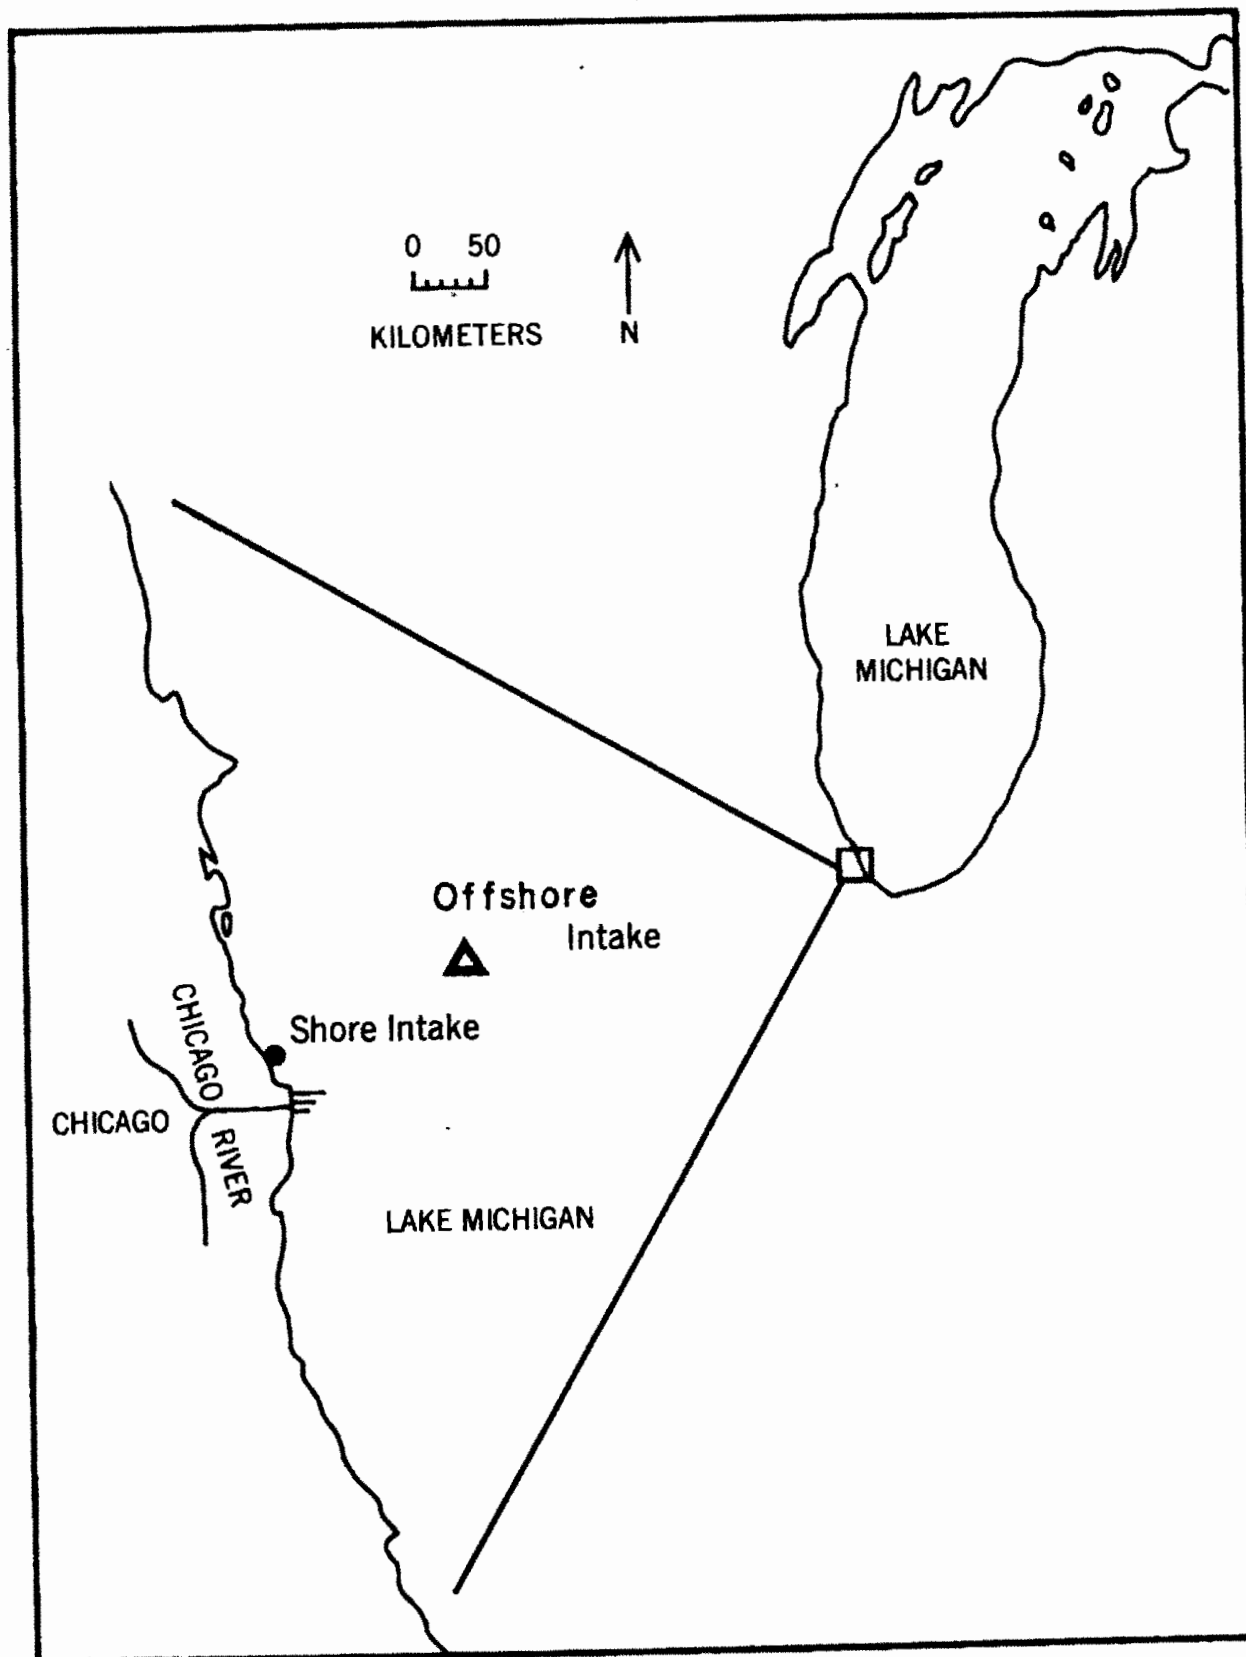 0 50
KILOMETERS
N
LAKE
MICHIGAN
Offshore
Intake
Shore Intake
CHICAGO
RIVER
CHICAGO
LAKE MICHIGAN